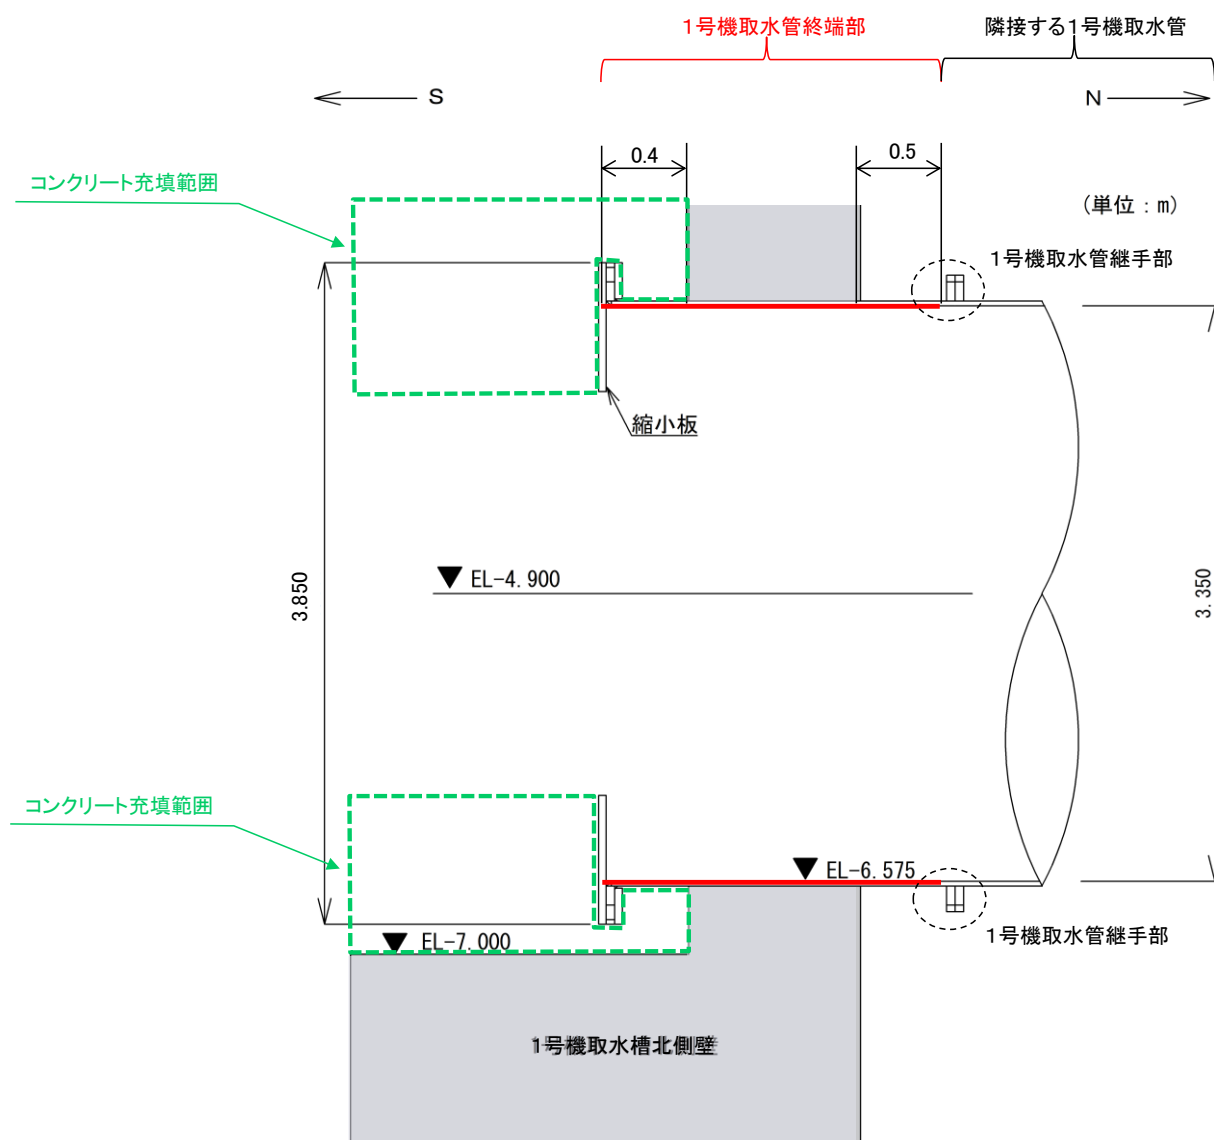 1号機取水管終端部
隣接する1号機取水管
S
N
0.4
0.5
コンクリート充填範囲
(単位:m)
1号機取水管継手部
縮小板
EL-4.900
3.850
3.350
コンクリート充填範囲
EL-6.575
EL-7.000
1号機取水管継手部
1号機取水槽北側壁